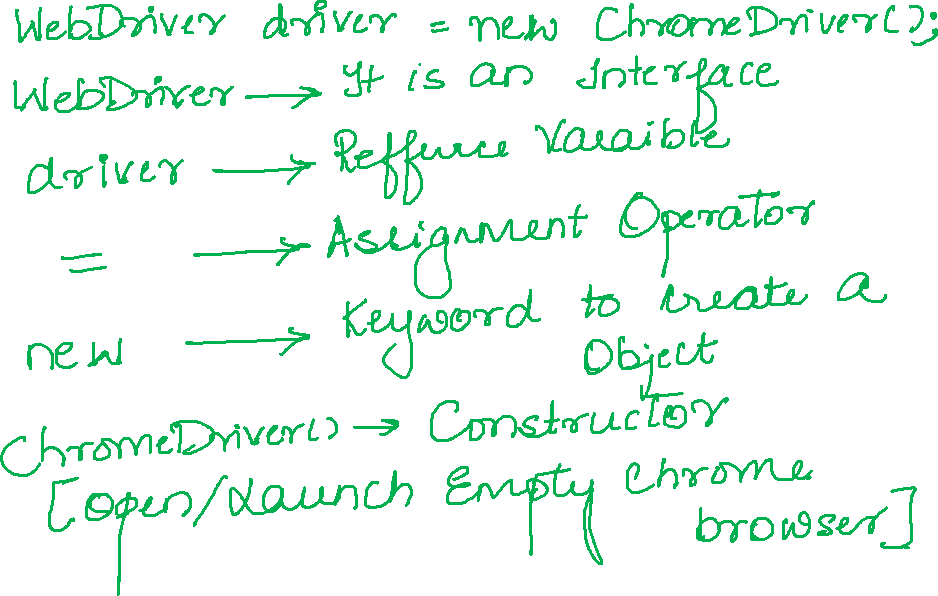 WebDriver driver = new ChromeDriver();
WebDriver → It is an Interface
driver → Reffurce Varaible
= → Assignment Operator
new → Keyword to create a
Object
ChromeDriver() → Constructor
[Open/Launch Empty Chrome
browser]